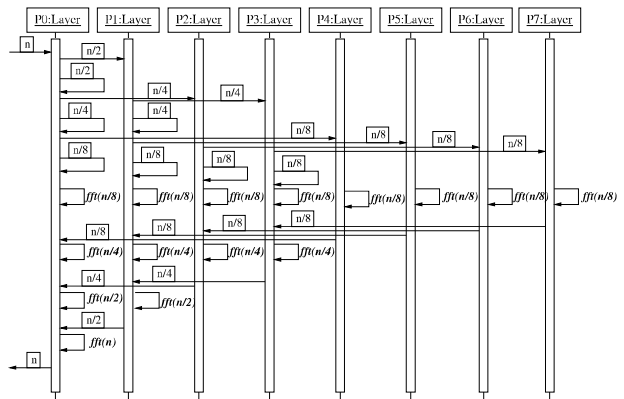 P0:Layer P1:Layer P2:Layer P3:Layer P4:Layer P5:Layer P6:Layer P7:Layer
n
n/2
n/2
n/4 n/4
n/4 n/4
n/8 n/8 n/8 n/8
n/8 n/8 n/8 n/8
fft(n/8) fft(n/8) fft(n/8) fft(n/8) fft(n/8) fft(n/8) fft(n/8) fft(n/8)
n/8 n/8 n/8 n/8
fft(n/4) fft(n/4) fft(n/4) fft(n/4)
n/4 n/4
fft(n/2) fft(n/2)
n/2
fft(n)
n